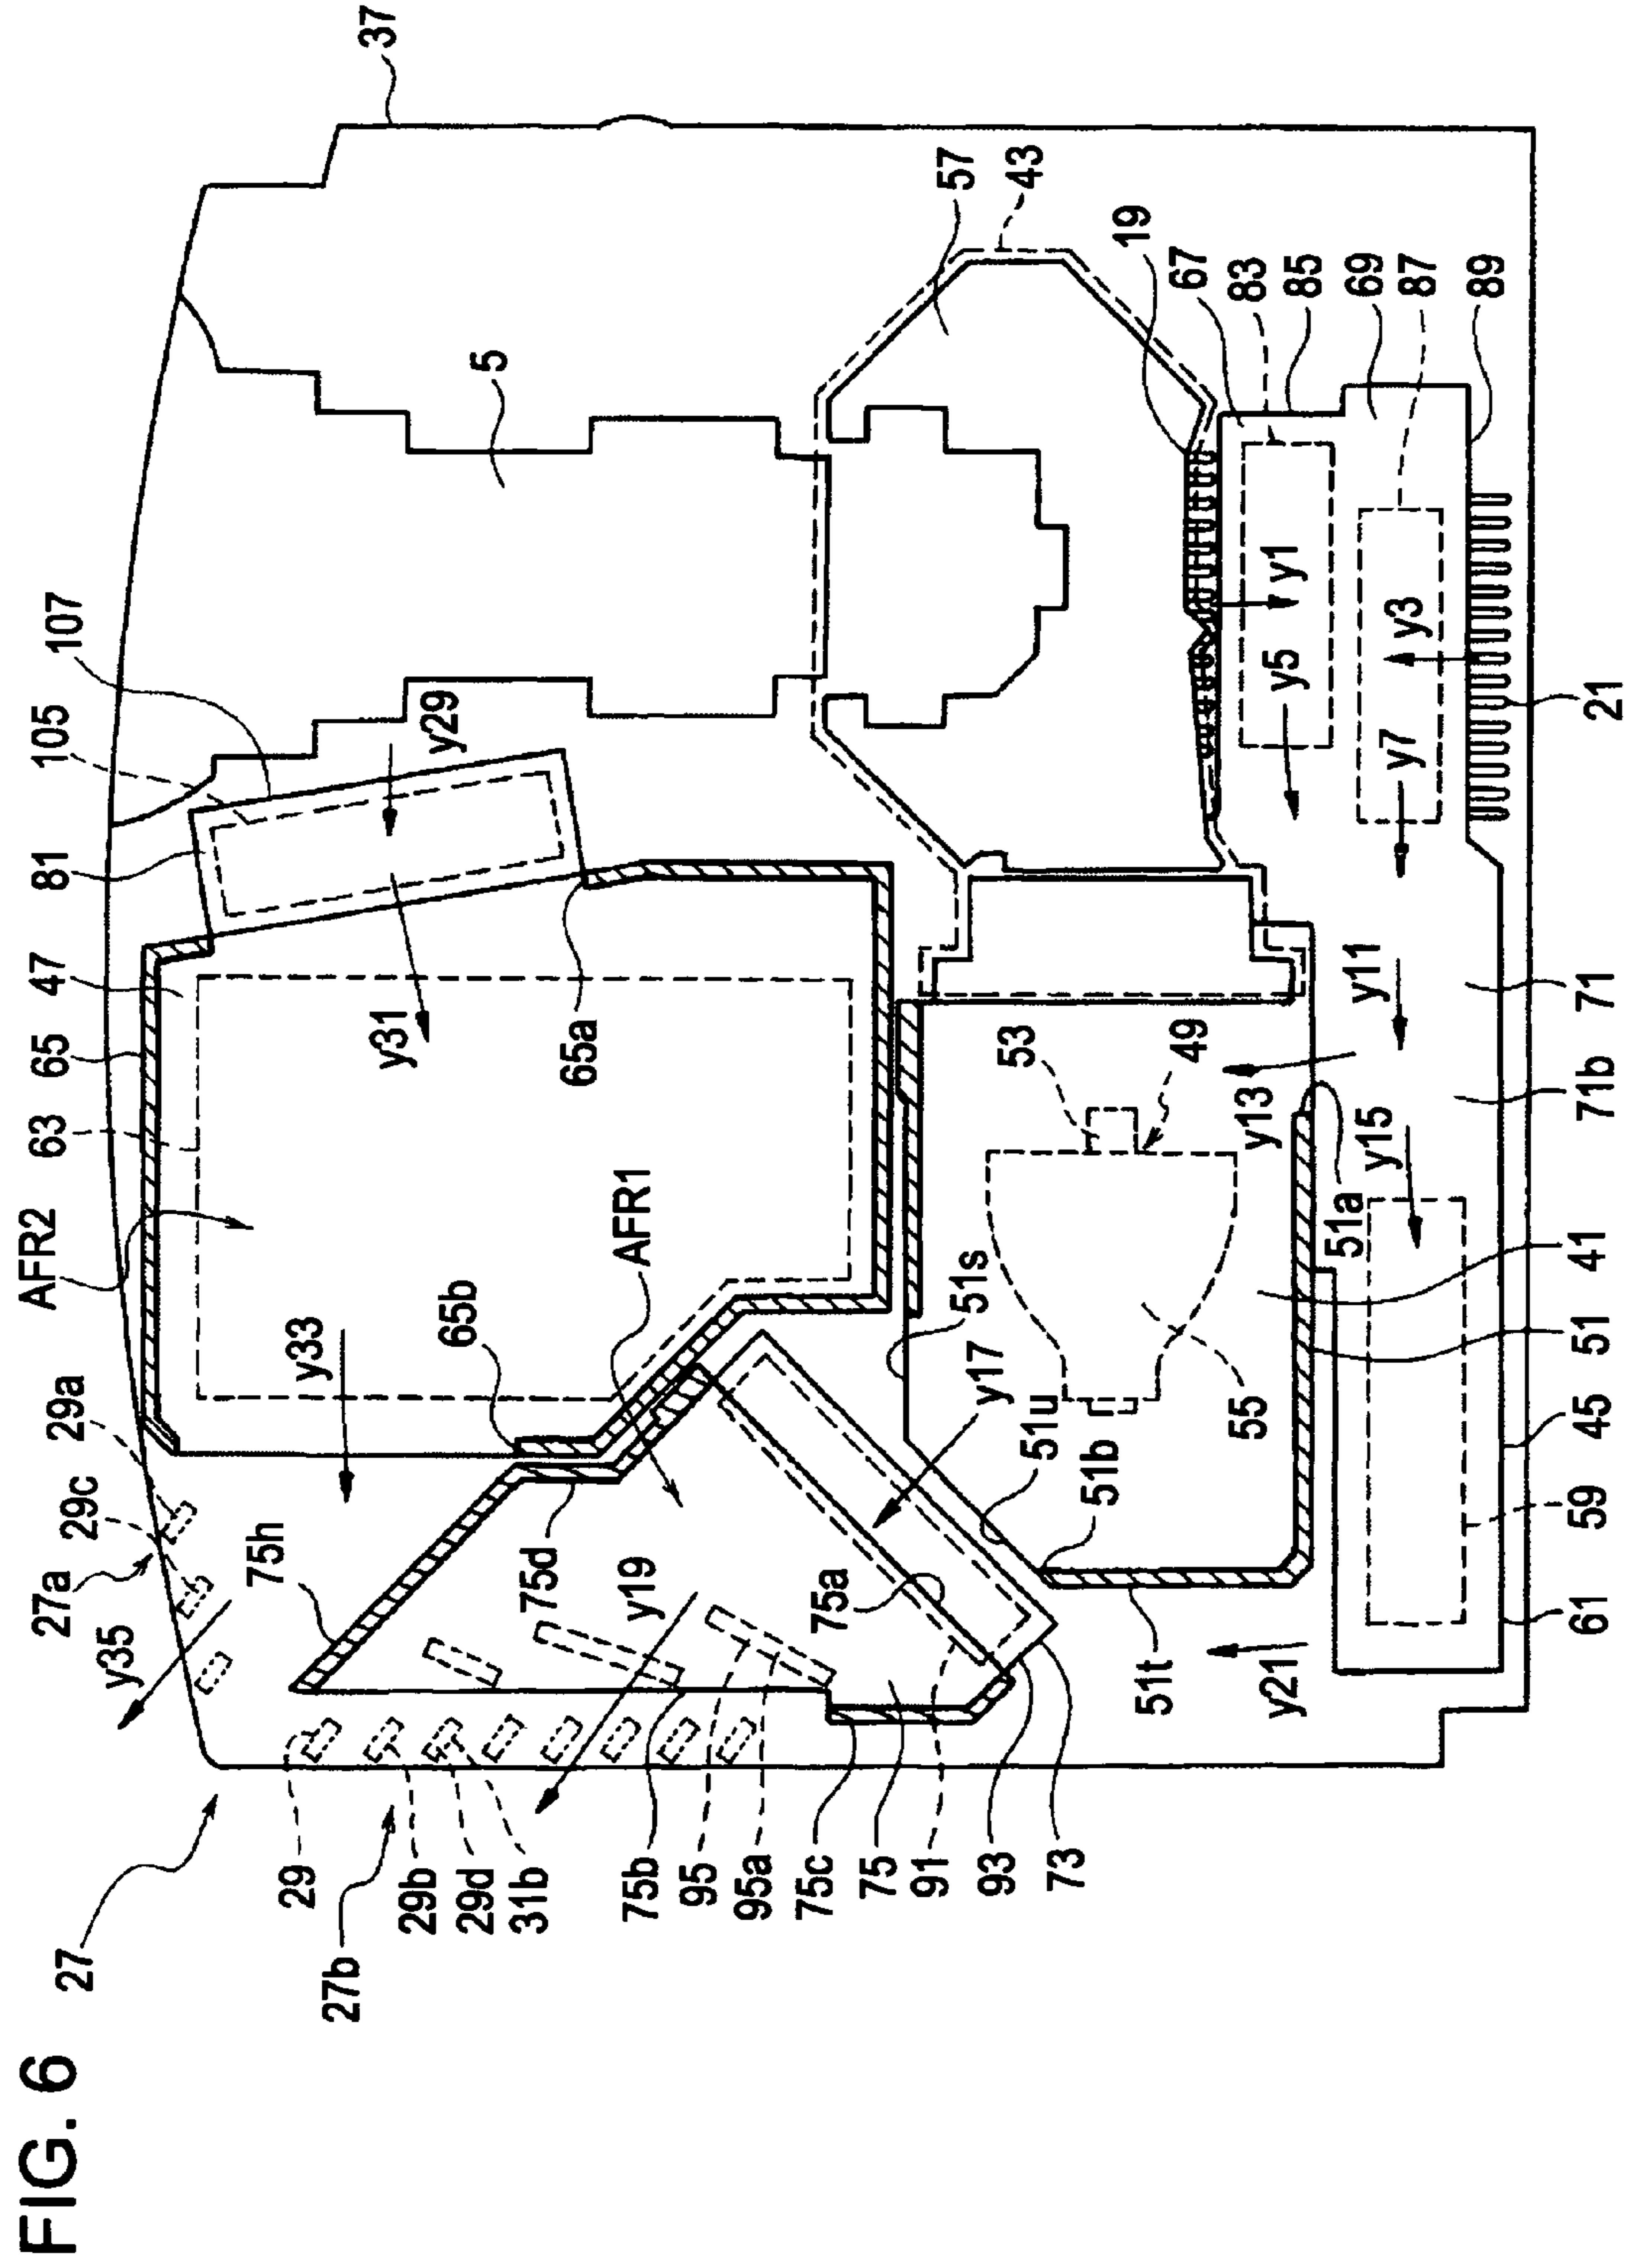 FIG. 6
27
y35
27a
29c
29a
AFR2
63
65
47
81
105
107
37
75h
y33
29
27b
29b
29d
31b
75d
65b
y31
y29
5
75b
95
95a
75c
75
91
93
73
y19
AFR1
65a
75a
y17
51u
51b
51s
53
49
57
43
51t
y21
55
y13
51a
y15
y11
19
67
83
85
69
87
89
y5
y1
y7
y3
61
59
45
51
41
71b
71
21